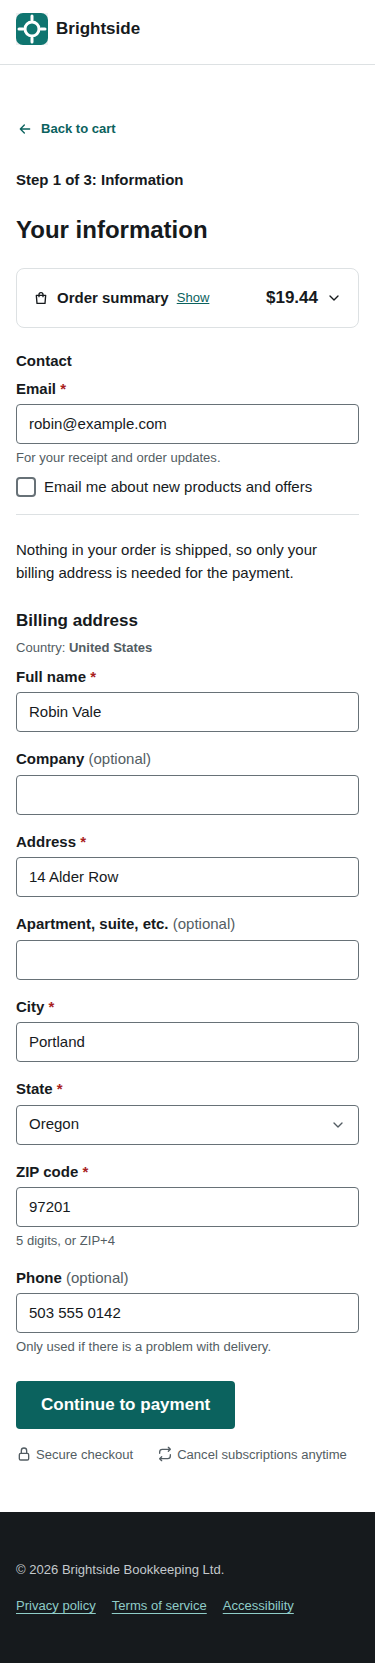 Brightside
Back to cart
Step 1 of 3: Information
Your information
Order summary Show $19.44
Contact
Email *
robin@example.com
For your receipt and order updates.
Email me about new products and offers
Nothing in your order is shipped, so only your
billing address is needed for the payment.
Billing address
Country: United States
Full name *
Robin Vale
Company (optional)
Address *
14 Alder Row
Apartment, suite, etc. (optional)
City *
Portland
State *
Oregon
ZIP code *
97201
5 digits, or ZIP+4
Phone (optional)
503 555 0142
Only used if there is a problem with delivery.
Continue to payment
Secure checkout Cancel subscriptions anytime
© 2026 Brightside Bookkeeping Ltd.
Privacy policy Terms of service Accessibility